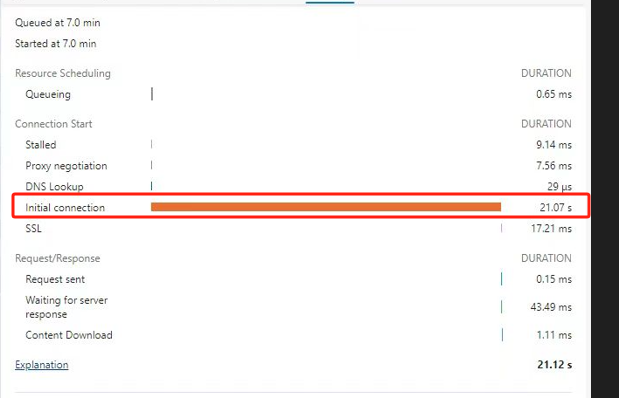 Queued at 7.0 min
Started at 7.0 min
Resource Scheduling DURATION
Queueing 0.65 ms
Connection Start DURATION
Stalled 9.14 ms
Proxy negotiation 7.56 ms
DNS Lookup 29 μs
Initial connection 21.07 s
SSL 17.21 ms
Request/Response DURATION
Request sent 0.15 ms
Waiting for server
response 43.49 ms
Content Download 1.11 ms
Explanation 21.12 s